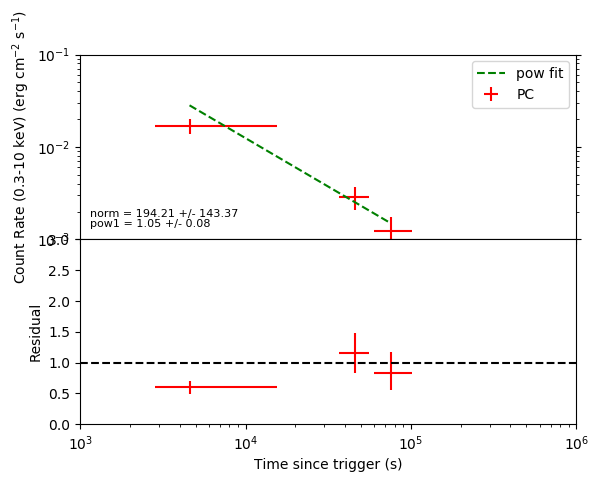 Count Rate (0.3-10 keV) (erg cm⁻² s⁻¹)
10⁻¹
10⁻²
10⁻³
pow fit
PC
norm = 194.21 +/- 143.37
pow1 = 1.05 +/- 0.08
Residual
3.0
2.5
2.0
1.5
1.0
0.5
0.0
10³ 10⁴ 10⁵ 10⁶
Time since trigger (s)